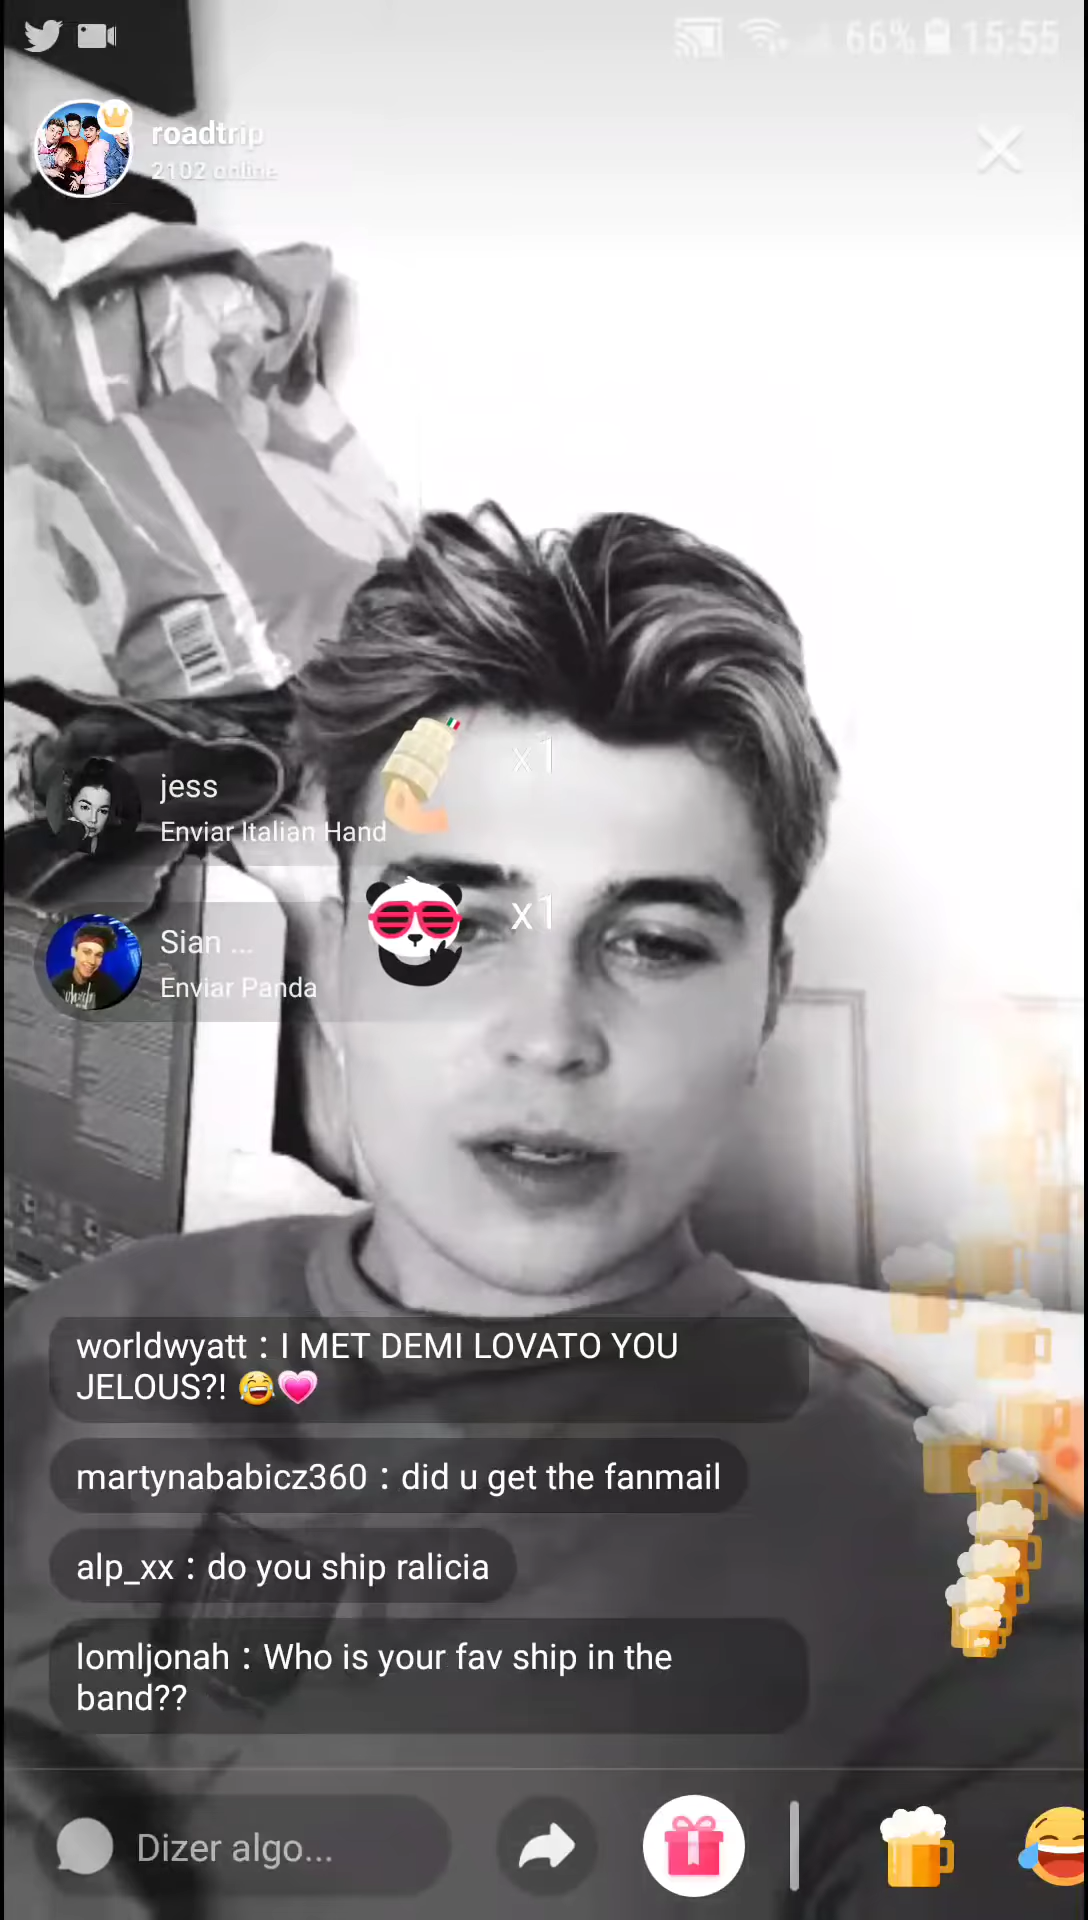 66% 15:55
roadtrip
2102 online
x1
jess
Enviar Italian Hand
x1
Sian ...
Enviar Panda
worldwyatt : I MET DEMI LOVATO YOU
JELOUS?! 😂💗
martynababicz360 : did u get the fanmail
alp_xx : do you ship ralicia
lomljonah : Who is your fav ship in the
band??
Dizer algo...